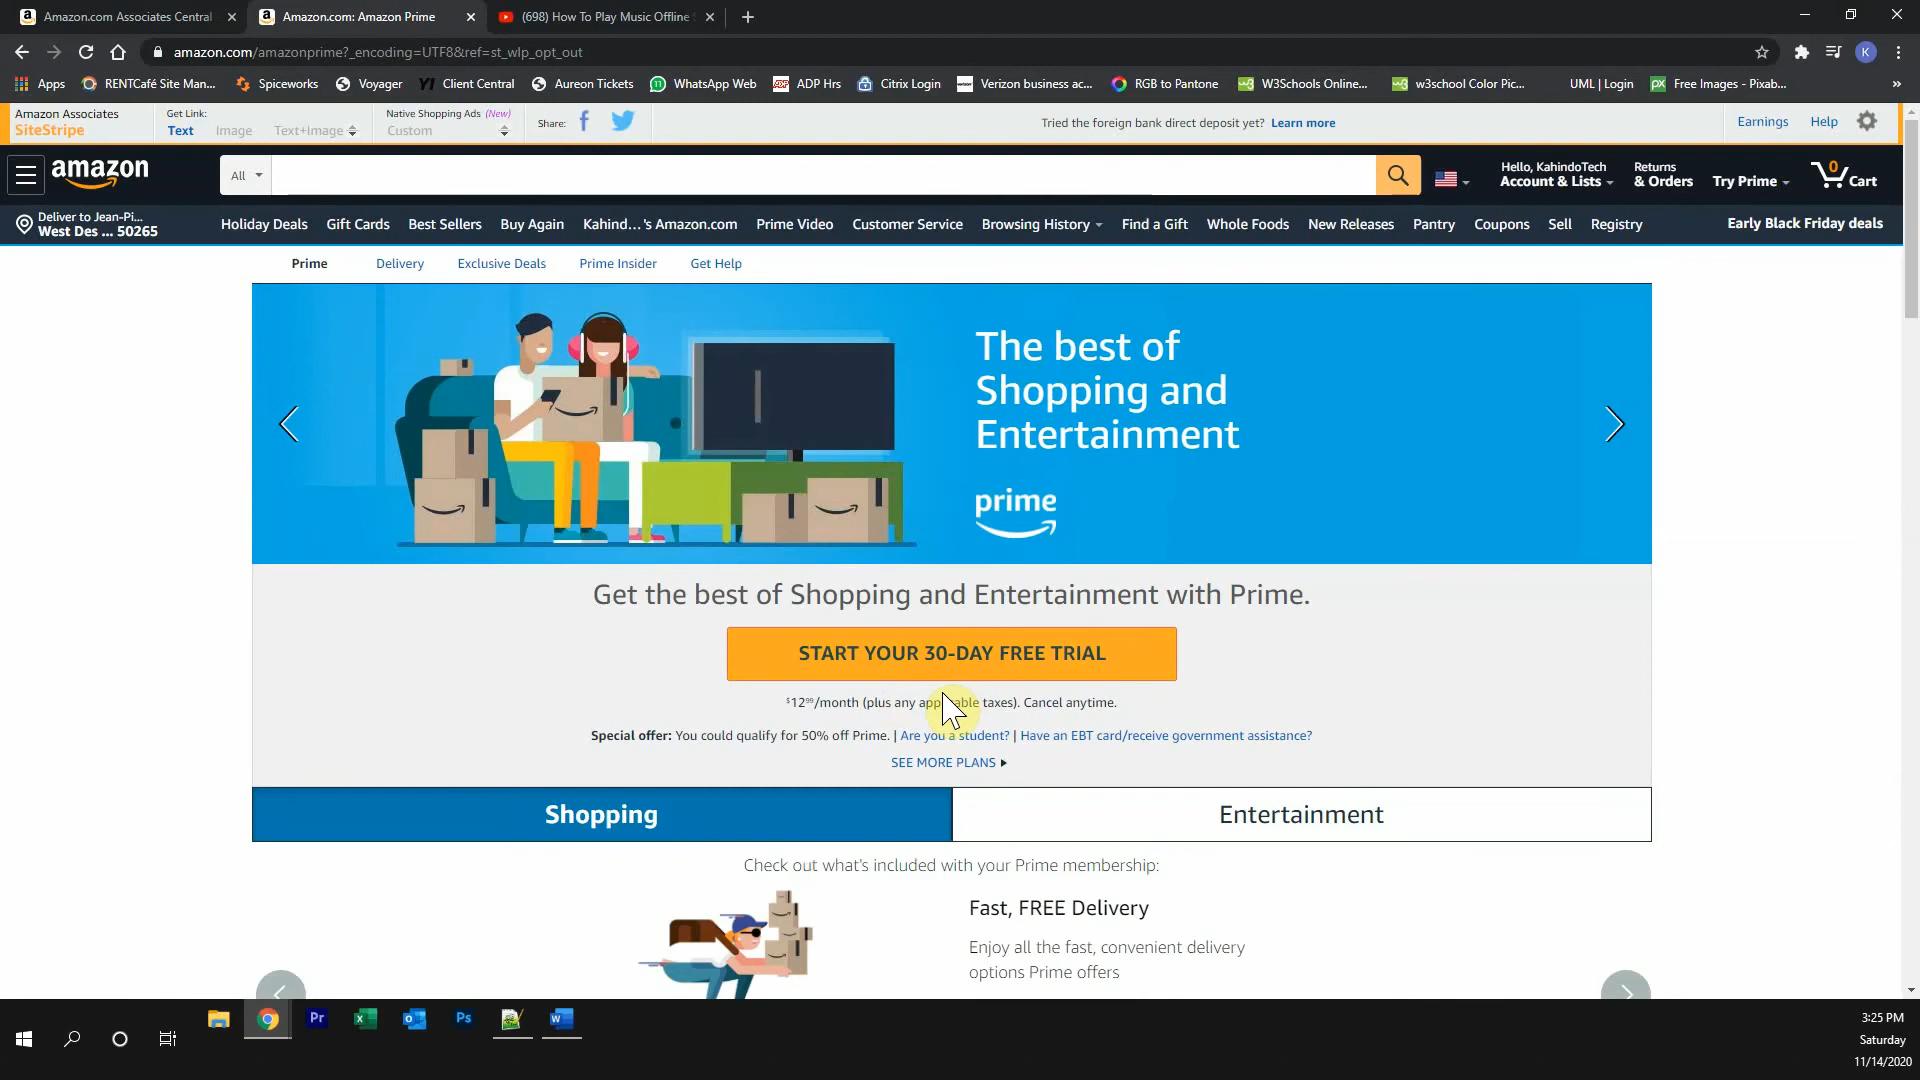 Amazon.com Associates Central
Amazon.com: Amazon Prime
(698) How To Play Music Offline
amazon.com/amazonprime?_encoding=UTF8&ref=st_wlp_opt_out
K
Apps
RENTCafé Site Man...
Spiceworks
Voyager
Client Central
Aureon Tickets
WhatsApp Web
ADP Hrs
Citrix Login
Verizon business ac...
RGB to Pantone
W3Schools Online...
w3school Color Pic...
UML | Login
Free Images - Pixab...
Amazon Associates
SiteStripe
Get Link:
Text Image Text+Image
Native Shopping Ads (New)
Custom
Share:
Tried the foreign bank direct deposit yet? Learn more
Earnings
Help
amazon
All
Hello, KahindoTech
Account & Lists
Returns
& Orders
Try Prime
0
Cart
Deliver to Jean-Pi...
West Des ... 50265
Holiday Deals
Gift Cards
Best Sellers
Buy Again
Kahind...'s Amazon.com
Prime Video
Customer Service
Browsing History
Find a Gift
Whole Foods
New Releases
Pantry
Coupons
Sell
Registry
Early Black Friday deals
Prime
Delivery
Exclusive Deals
Prime Insider
Get Help
The best of
Shopping and
Entertainment
prime
Get the best of Shopping and Entertainment with Prime.
START YOUR 30-DAY FREE TRIAL
$12.99/month (plus any applicable taxes). Cancel anytime.
Special offer: You could qualify for 50% off Prime. | Are you a student? | Have an EBT card/receive government assistance?
SEE MORE PLANS
Shopping
Entertainment
Check out what's included with your Prime membership:
Fast, FREE Delivery
Enjoy all the fast, convenient delivery
options Prime offers
Pr
Ps
3:25 PM
Saturday
11/14/2020